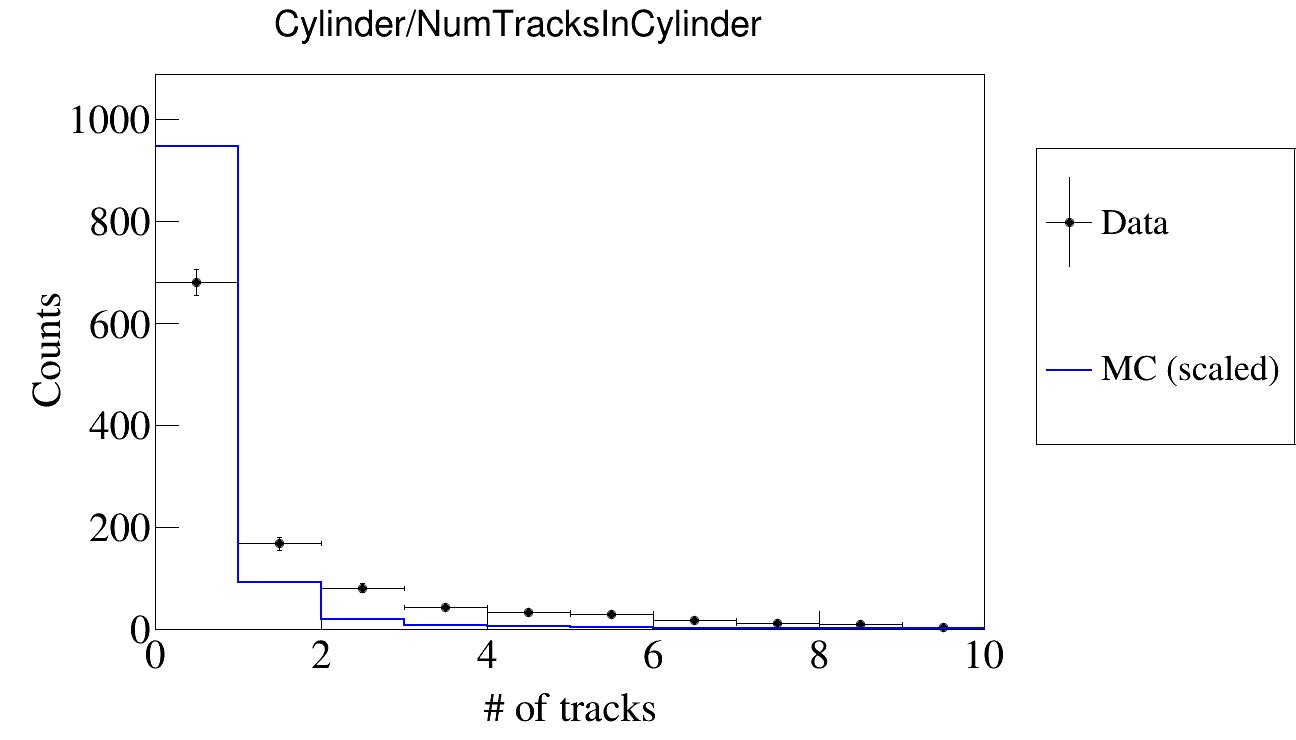 Cylinder/NumTracksInCylinder
1000
800
600
400
200
0
Counts
0 2 4 6 8 10
# of tracks
Data
MC (scaled)